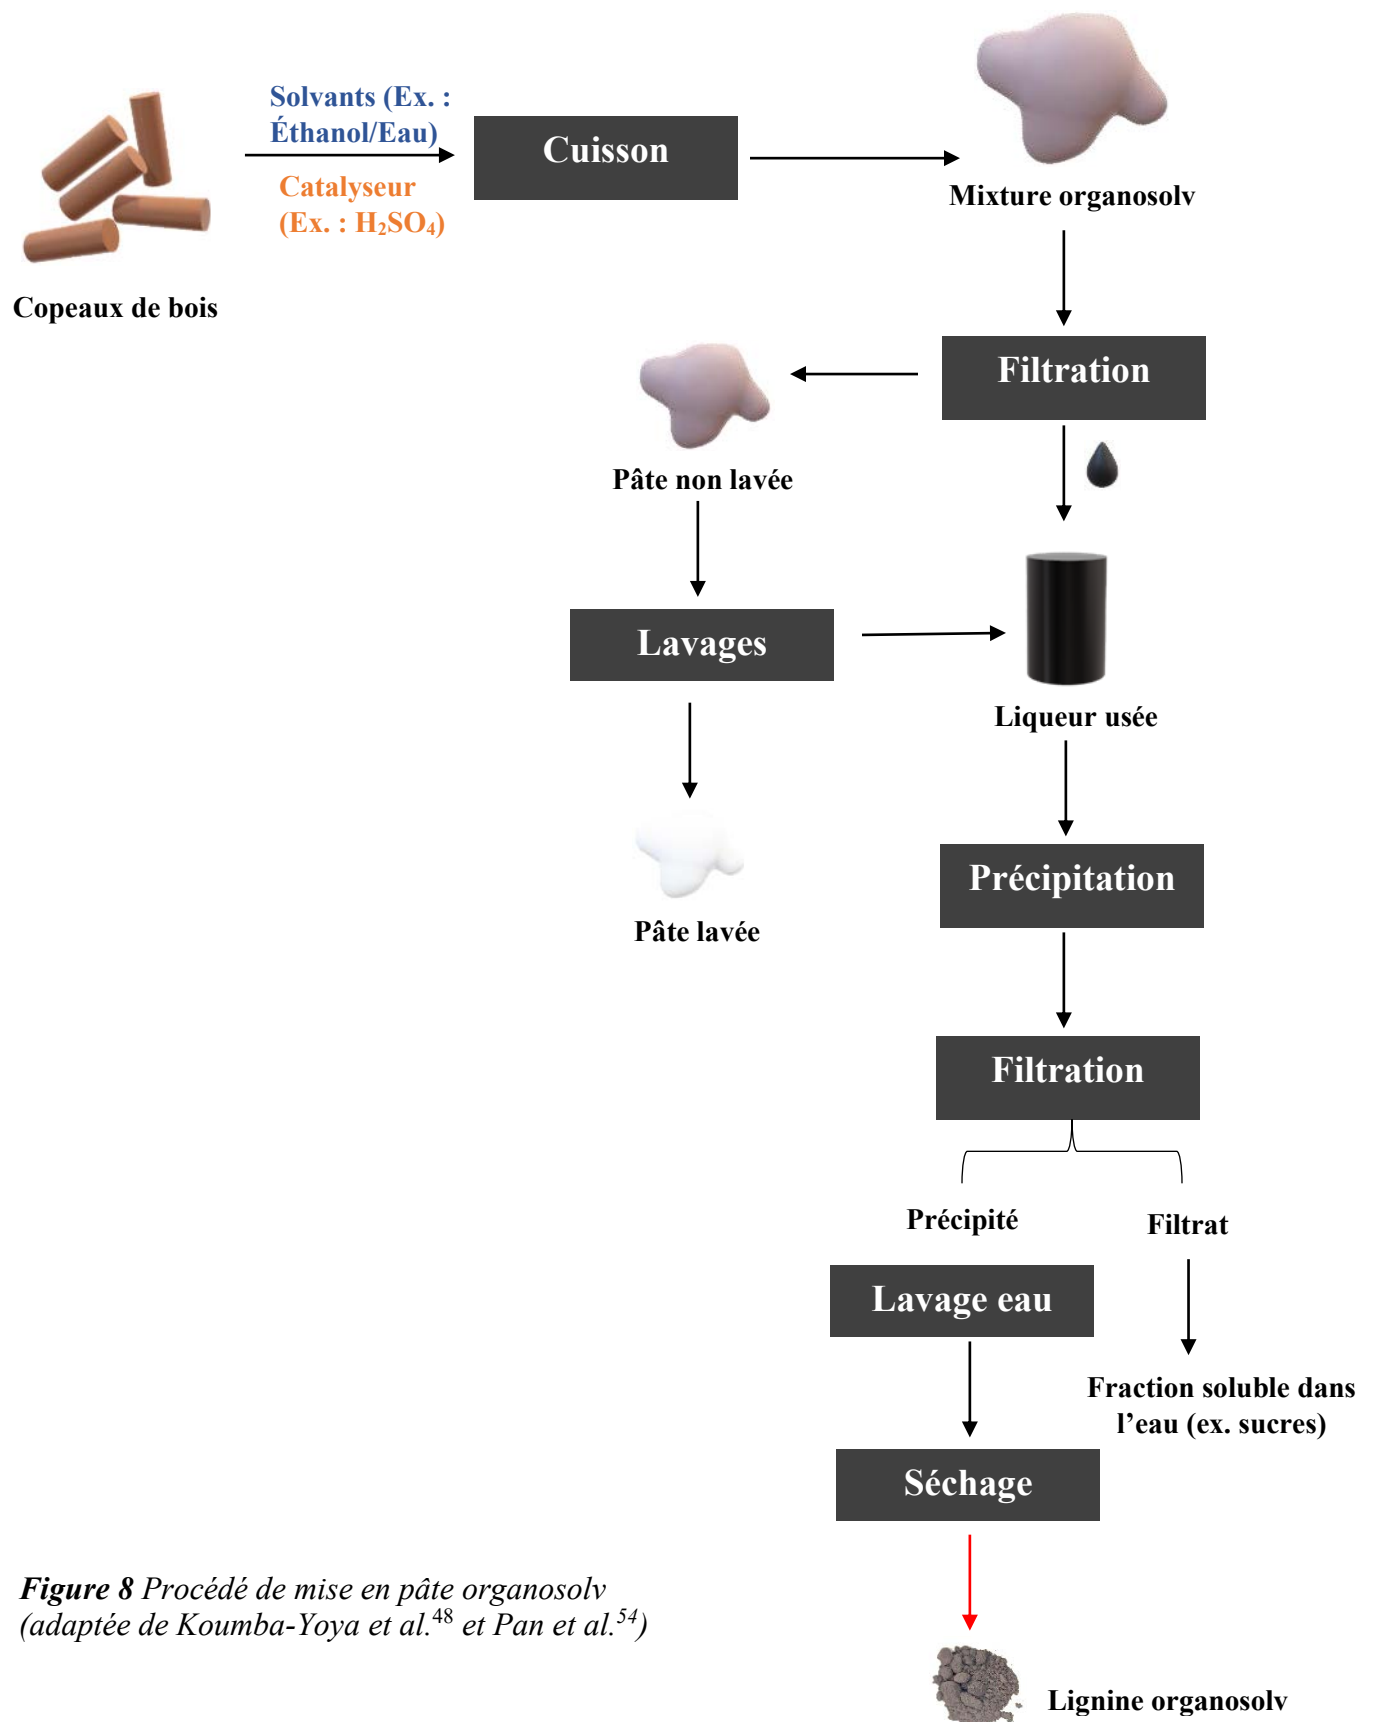 Solvants (Ex. :
Éthanol/Eau)
Catalyseur
(Ex. : H₂SO₄)
Cuisson
Mixture organosolv
Copeaux de bois
Filtration
Pâte non lavée
Lavages
Liqueur usée
Pâte lavée
Précipitation
Filtration
Précipité
Filtrat
Lavage eau
Fraction soluble dans
l’eau (ex. sucres)
Séchage
Figure 8 Procédé de mise en pâte organosolv
(adaptée de Koumba-Yoya et al.⁴⁸ et Pan et al.⁵⁴)
Lignine organosolv